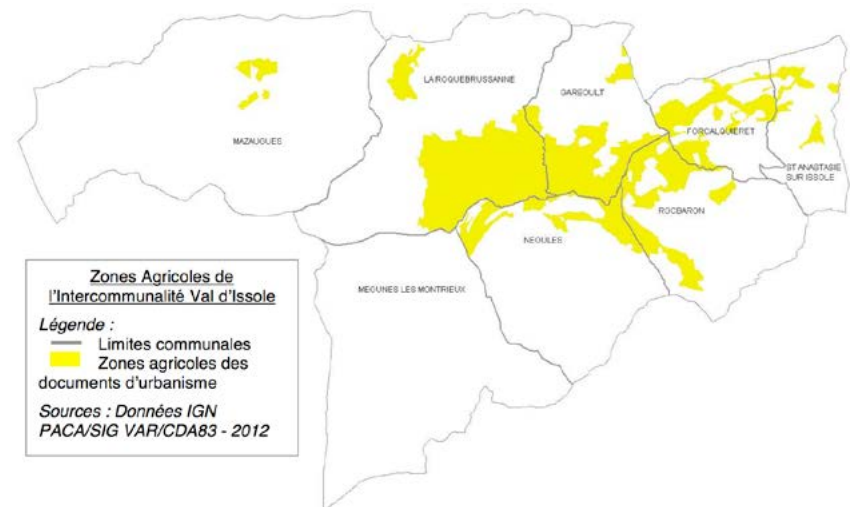 LA ROQUEBRUSSANNE
GAREOULT
MAZAUGUES
FORCALQUIERET
ST ANASTASIE
SUR ISSOLE
ROCBARON
NEOULES
MEOUNES LES MONTRIEUX
Zones Agricoles de
l'Intercommunalité Val d'Issole
Légende :
Limites communales
Zones agricoles des
documents d'urbanisme
Sources : Données IGN
PACA/SIG VAR/CDA83 - 2012